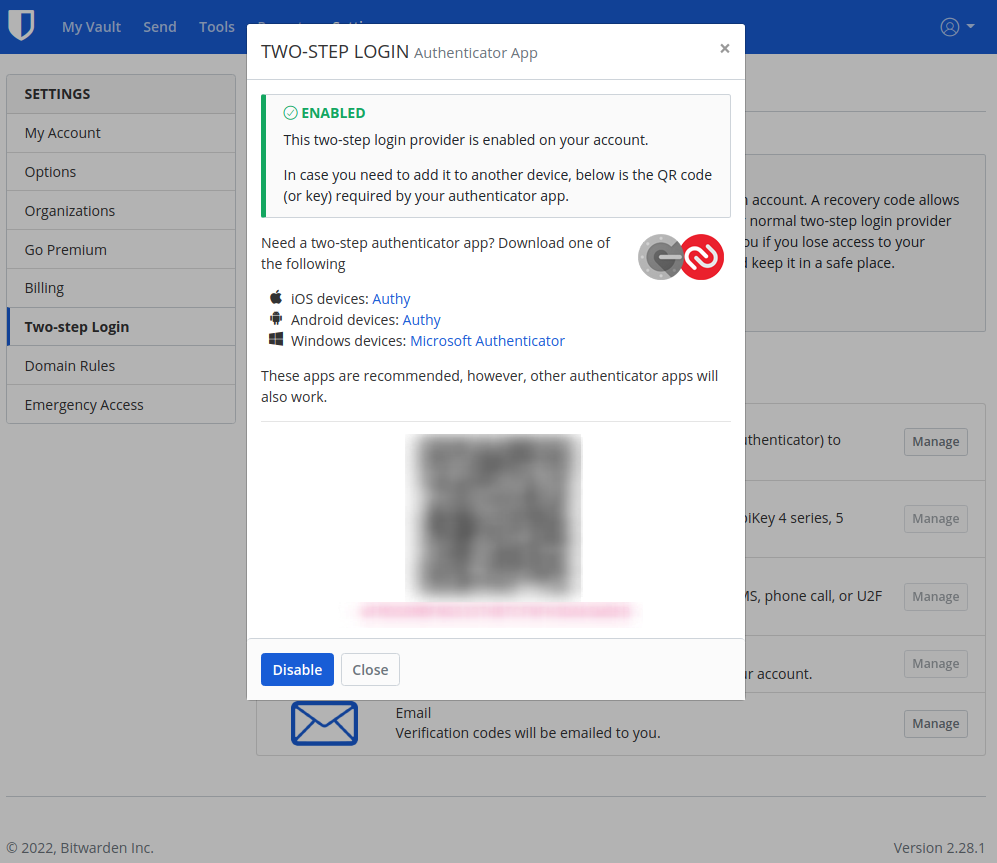 My Vault
Send
Tools
TWO-STEP LOGIN Authenticator App
×
SETTINGS
My Account
Options
Organizations
Go Premium
Billing
Two-step Login
Domain Rules
Emergency Access
ENABLED
This two-step login provider is enabled on your account.
In case you need to add it to another device, below is the QR code
(or key) required by your authenticator app.
Need a two-step authenticator app? Download one of
the following
iOS devices: Authy
Android devices: Authy
Windows devices: Microsoft Authenticator
These apps are recommended, however, other authenticator apps will
also work.
Disable
Close
account. A recovery code allows
normal two-step login provider
if you lose access to your
keep it in a safe place.
to
Manage
4 series, 5
Manage
phone call, or U2F
Manage
account.
Manage
Email
Verification codes will be emailed to you.
Manage
© 2022, Bitwarden Inc.
Version 2.28.1